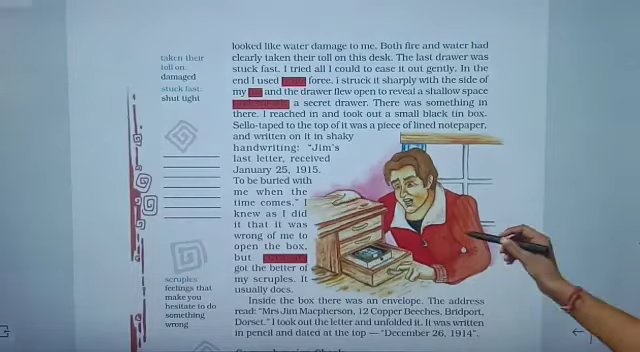 looked like water damage to me. Both fire and water had
taken their
clearly taken their toll on this desk. The last drawer was
toll on
stuck fast. I tried all I could to ease it out gently. In the
damaged
end I used force. I struck it sharply with the side of
stuck fast:
shut tight
my and the drawer flew open to reveal a shallow space
a secret drawer. There was something in
there. I reached in and took out a small black tin box.
Sello-taped to the top of it was a piece of lined notepaper,
and written on it in shaky
handwriting: "Jim's
last letter, received
January 25, 1915.
To be buried with
me when the
time comes." I
knew as I did
it that it was
wrong of me to
open the box,
but
got the better of
my scruples. It
usually does.
scruples
feelings that
make you
hesitate to do
something
wrong
Inside the box there was an envelope. The address
read: "Mrs Jim Macpherson, 12 Copper Beeches, Bridport,
Dorset." I took out the letter and unfolded it. It was written
in pencil and dated at the top — "December 26, 1914".